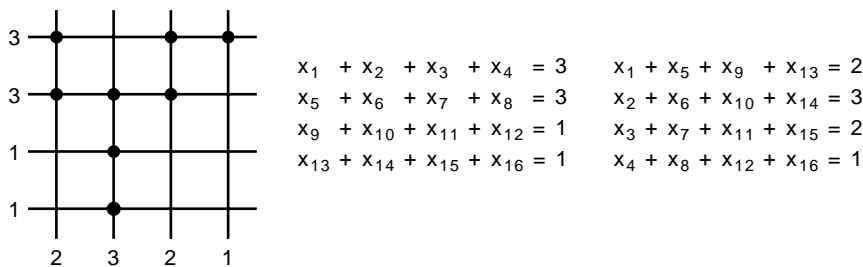 3
3
1
1
2 3 2 1
x₁ + x₂ + x₃ + x₄ = 3
x₅ + x₆ + x₇ + x₈ = 3
x₉ + x₁₀ + x₁₁ + x₁₂ = 1
x₁₃ + x₁₄ + x₁₅ + x₁₆ = 1
x₁ + x₅ + x₉ + x₁₃ = 2
x₂ + x₆ + x₁₀ + x₁₄ = 3
x₃ + x₇ + x₁₁ + x₁₅ = 2
x₄ + x₈ + x₁₂ + x₁₆ = 1